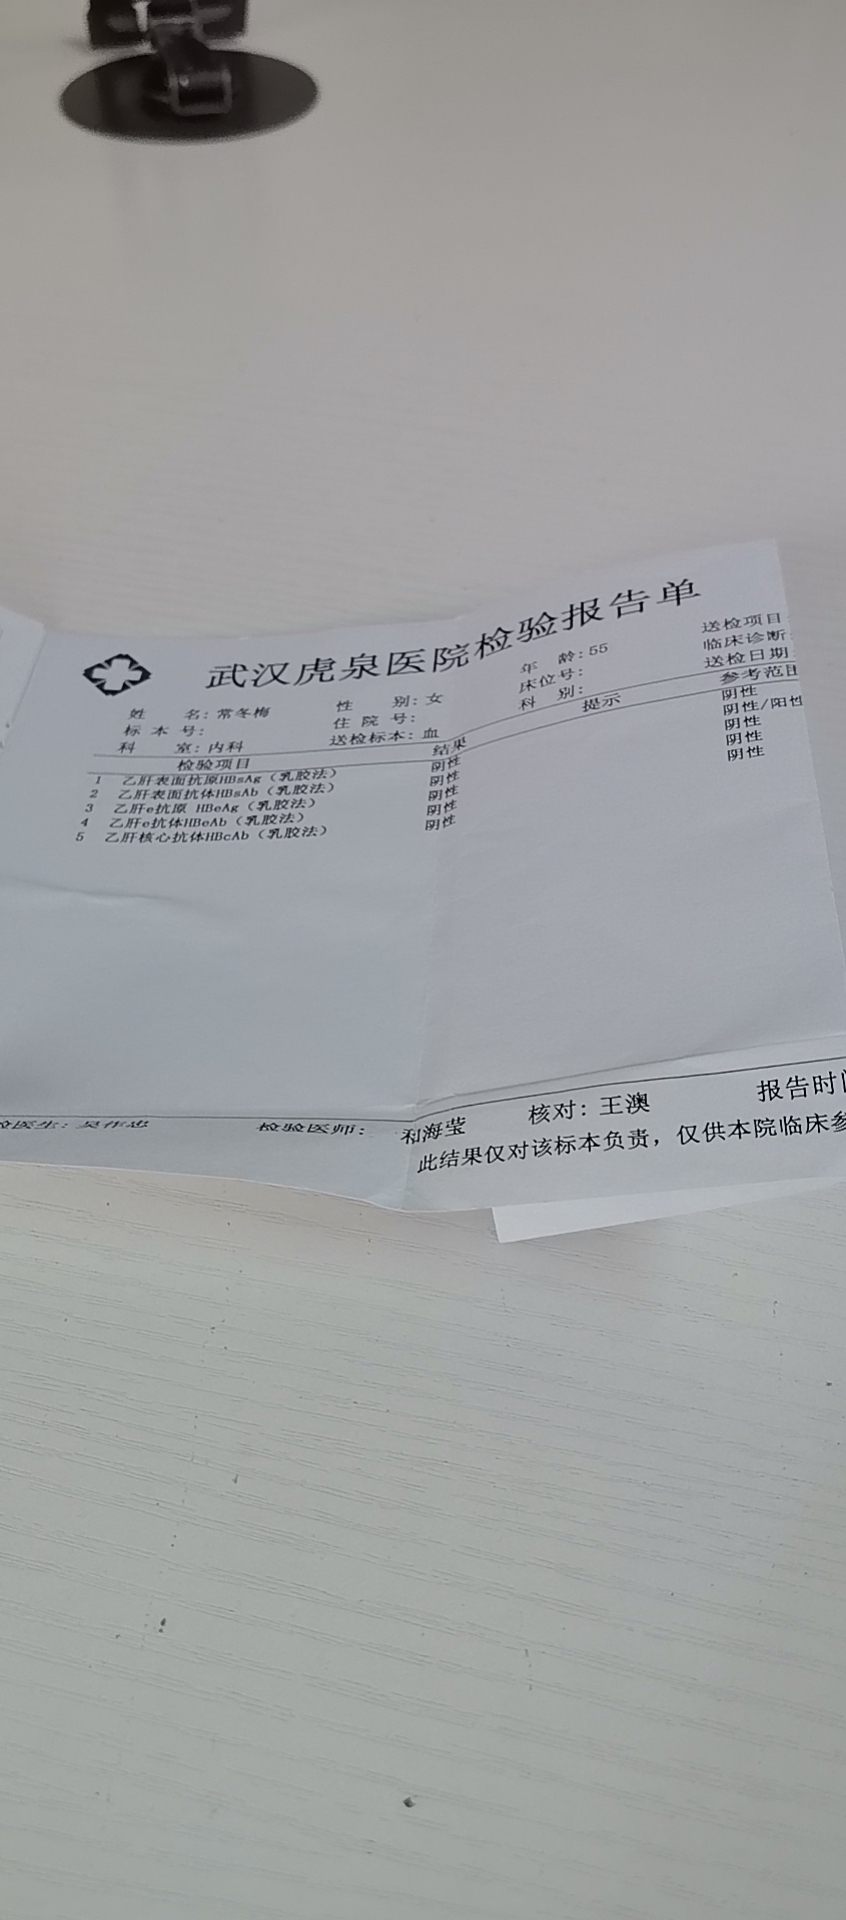 武汉虎泉医院检验报告单
姓 名: 常冬梅 性 别: 女 年 龄: 55 送检项目
标 本 号: 住 院 号: 床位号: 临床诊断
科 室: 内科 送检标本: 血 科 别: 送检日期
检验项目 结果 提示 参考范围
1 乙肝表面抗原HBsAg（乳胶法） 阴性 阴性
2 乙肝表面抗体HBsAb（乳胶法） 阴性 阴性/阳性
3 乙肝e抗原 HBeAg（乳胶法） 阴性 阴性
4 乙肝e抗体HBeAb（乳胶法） 阴性 阴性
5 乙肝核心抗体HBcAb（乳胶法） 阴性 阴性
医生: 吴作忠 检验医师: 和海莹 核对: 王澳 报告时
此结果仅对该标本负责，仅供本院临床参